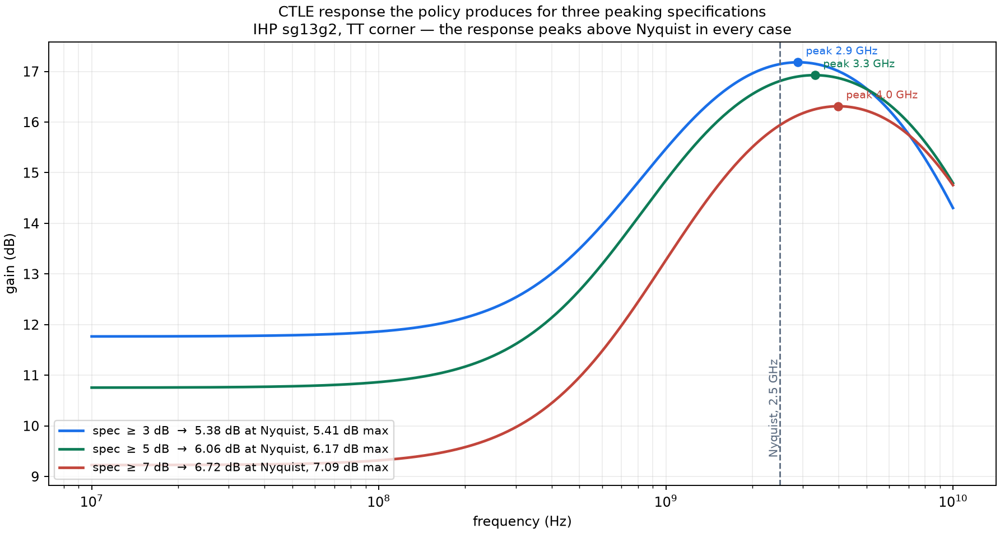 CTLE response the policy produces for three peaking specifications
IHP sg13g2, TT corner — the response peaks above Nyquist in every case
peak 2.9 GHz
peak 3.3 GHz
peak 4.0 GHz
17
16
15
14
13
12
11
10
9
gain (dB)
Nyquist, 2.5 GHz
spec ≥ 3 dB → 5.38 dB at Nyquist, 5.41 dB max
spec ≥ 5 dB → 6.06 dB at Nyquist, 6.17 dB max
spec ≥ 7 dB → 6.72 dB at Nyquist, 7.09 dB max
10⁷ 10⁸ 10⁹ 10¹⁰
frequency (Hz)